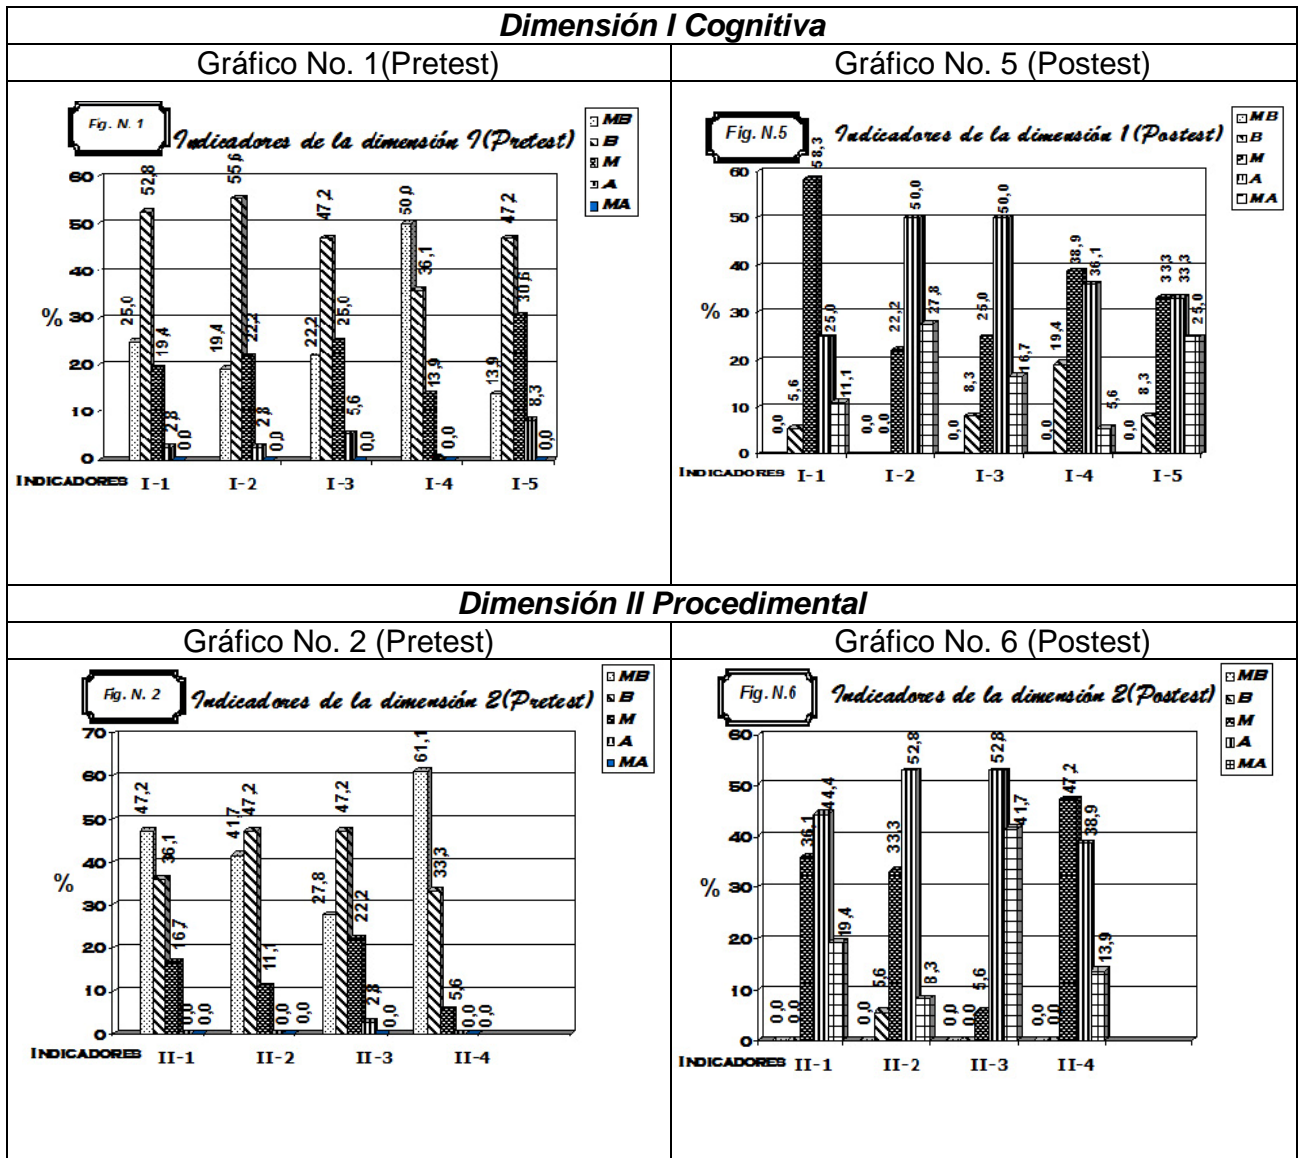 Dimensión I Cognitiva
Gráfico No. 1(Pretest)
Gráfico No. 5 (Postest)
Fig. N. 1
Indicadores de la dimensión I(Pretest)
MB
B
M
A
MA
60
50
40
% 30
20
10
0
25,0 52,8 19,4 2,8 0,0
19,4 55,6 22,2 2,8 0,0
22,2 47,2 25,0 5,6 0,0
50,0 36,1 13,9 0,0
13,9 47,2 30,6 8,3 0,0
INDICADORES I-1 I-2 I-3 I-4 I-5
Fig. N.5
Indicadores de la dimensión 1(Postest)
MB
B
M
A
MA
60
50
40
% 30
20
10
0
0,0 5,6 58,3 25,0 11,1
0,0 0,0 22,2 50,0 27,8
0,0 8,3 25,0 50,0 16,7
0,0 19,4 38,9 36,1 5,6
0,0 8,3 33,3 33,3 25,0
INDICADORES I-1 I-2 I-3 I-4 I-5
Dimensión II Procedimental
Gráfico No. 2 (Pretest)
Gráfico No. 6 (Postest)
Fig. N. 2
Indicadores de la dimensión 2(Pretest)
MB
B
M
A
MA
70
60
50
40
% 30
20
10
0
47,2 36,1 16,7 0,0 0,0
41,7 47,2 11,1 0,0 0,0
27,8 47,2 22,2 2,8 0,0
61,1 33,3 5,6 0,0 0,0
INDICADORES II-1 II-2 II-3 II-4
Fig. N.6
Indicadores de la dimensión 2(Postest)
MB
B
M
A
MA
60
50
40
% 30
20
10
0
0,0 0,0 36,1 44,4 19,4
0,0 5,6 33,3 52,8 8,3
0,0 0,0 5,6 52,8 41,7
0,0 0,0 47,2 38,9 13,9
INDICADORES II-1 II-2 II-3 II-4